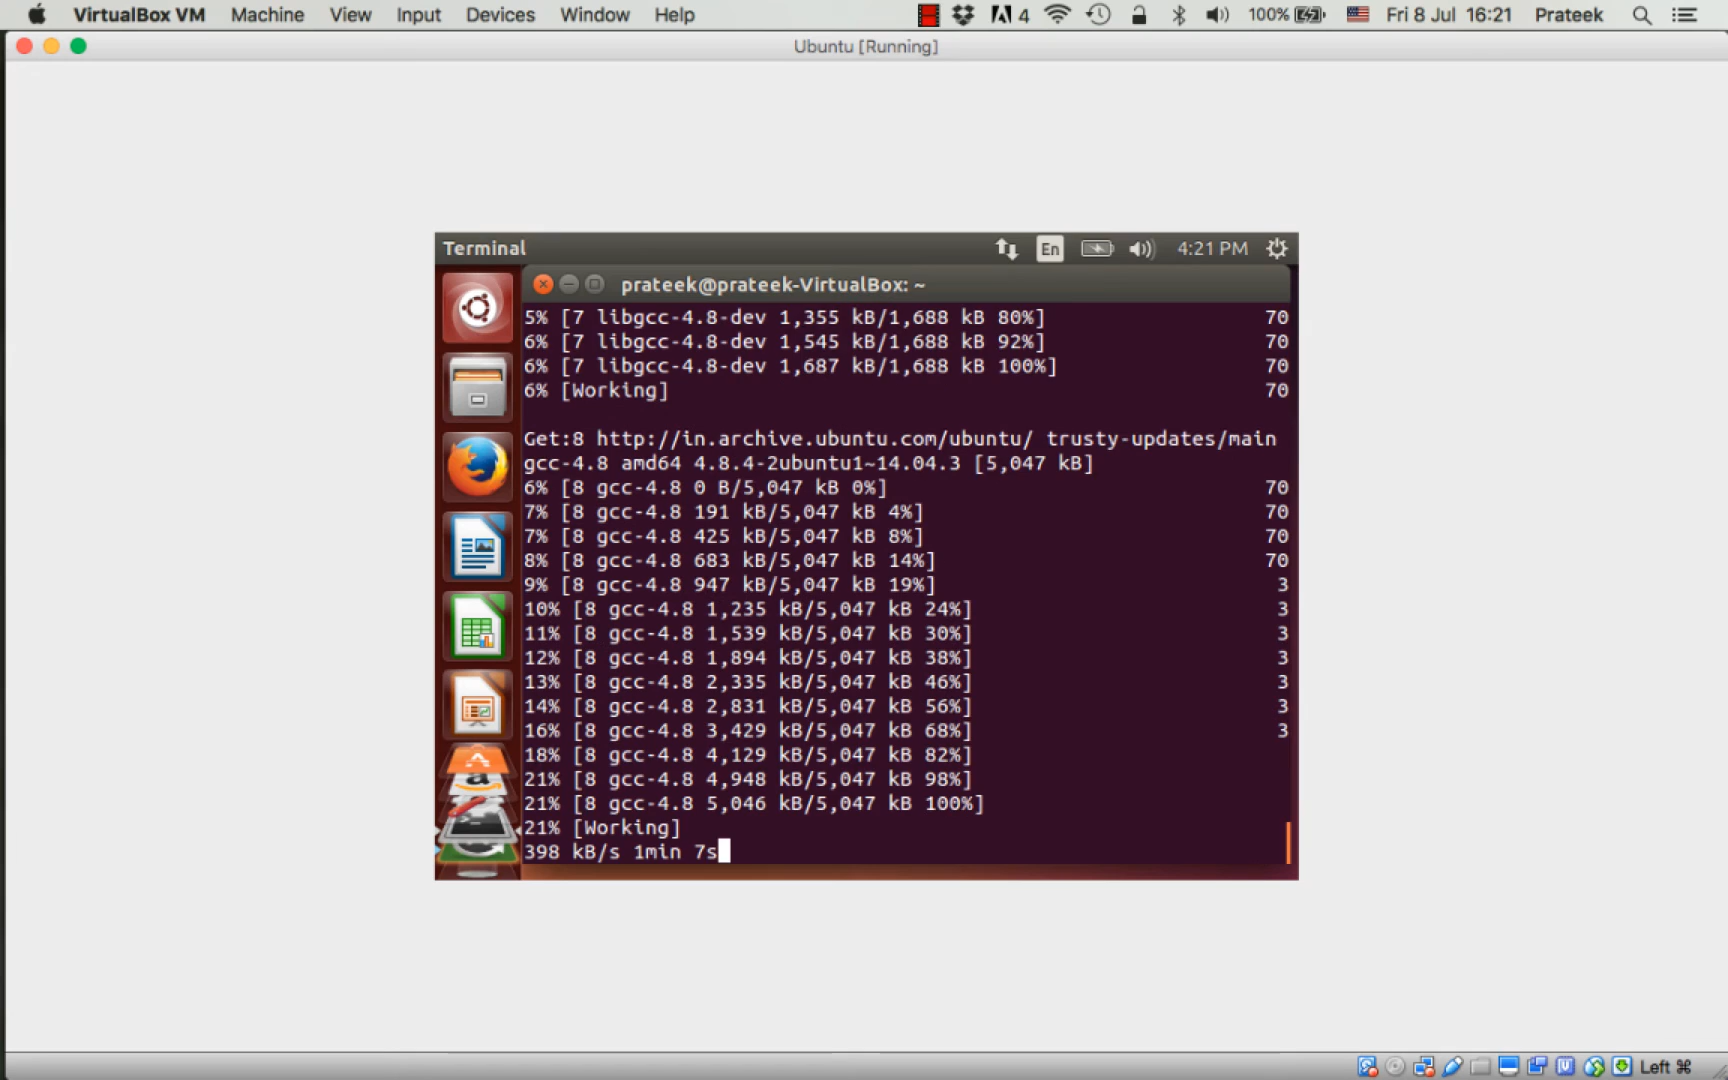 VirtualBox VM Machine View Input Devices Window Help 4 100% Fri 8 Jul 16:21 Prateek
Ubuntu [Running]
Terminal En 4:21 PM
prateek@prateek-VirtualBox: ~
5% [7 libgcc-4.8-dev 1,355 kB/1,688 kB 80%] 70
6% [7 libgcc-4.8-dev 1,545 kB/1,688 kB 92%] 70
6% [7 libgcc-4.8-dev 1,687 kB/1,688 kB 100%] 70
6% [Working] 70
Get:8 http://in.archive.ubuntu.com/ubuntu/ trusty-updates/main
gcc-4.8 amd64 4.8.4-2ubuntu1~14.04.3 [5,047 kB]
6% [8 gcc-4.8 0 B/5,047 kB 0%] 70
7% [8 gcc-4.8 191 kB/5,047 kB 4%] 70
7% [8 gcc-4.8 425 kB/5,047 kB 8%] 70
8% [8 gcc-4.8 683 kB/5,047 kB 14%] 70
9% [8 gcc-4.8 947 kB/5,047 kB 19%] 3
10% [8 gcc-4.8 1,235 kB/5,047 kB 24%] 3
11% [8 gcc-4.8 1,539 kB/5,047 kB 30%] 3
12% [8 gcc-4.8 1,894 kB/5,047 kB 38%] 3
13% [8 gcc-4.8 2,335 kB/5,047 kB 46%] 3
14% [8 gcc-4.8 2,831 kB/5,047 kB 56%] 3
16% [8 gcc-4.8 3,429 kB/5,047 kB 68%] 3
18% [8 gcc-4.8 4,129 kB/5,047 kB 82%]
21% [8 gcc-4.8 4,948 kB/5,047 kB 98%]
21% [8 gcc-4.8 5,046 kB/5,047 kB 100%]
21% [Working]
398 kB/s 1min 7s
Left ⌘